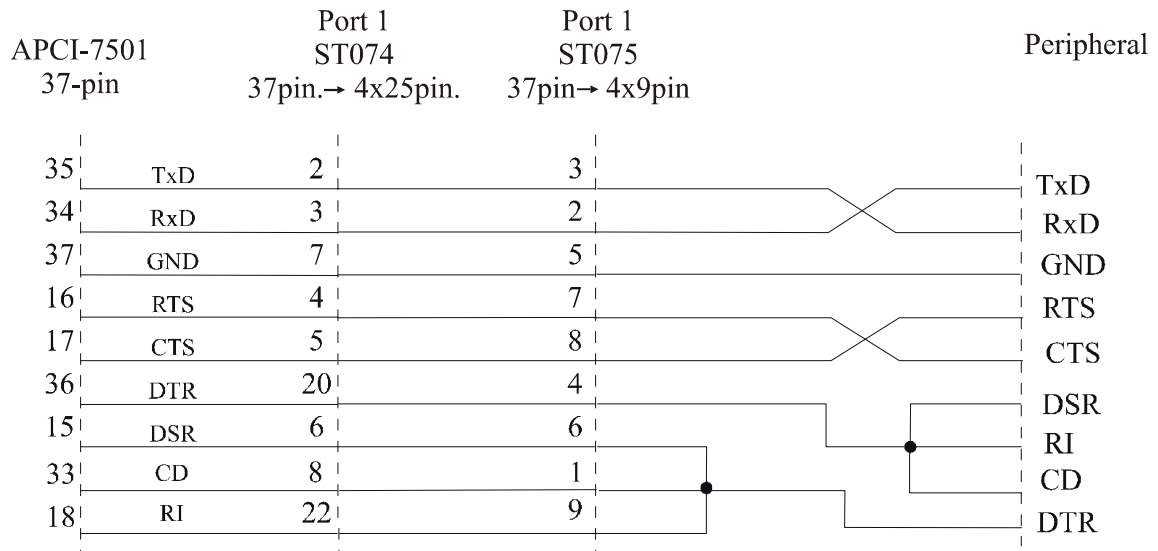 APCI-7501
37-pin
Port 1
ST074
37pin.→ 4x25pin.
Port 1
ST075
37pin→ 4x9pin
Peripheral
35 TxD 2 3 TxD
34 RxD 3 2 RxD
37 GND 7 5 GND
16 RTS 4 7 RTS
17 CTS 5 8 CTS
36 DTR 20 4 DSR
15 DSR 6 6 RI
33 CD 8 1 CD
18 RI 22 9 DTR